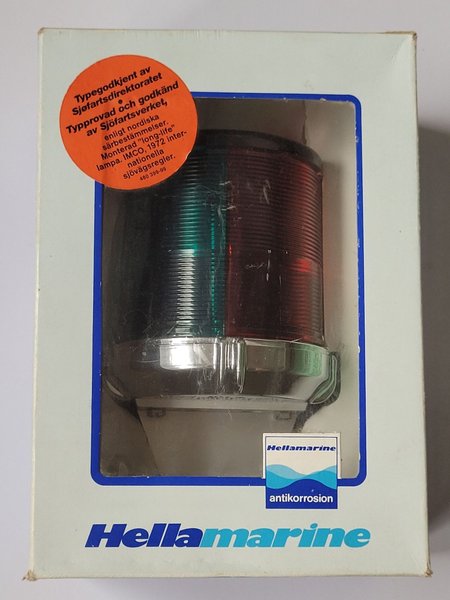 Typegodkjent av
Sjøfartsdirektoratet
•
Typprovad och godkänd
av Sjöfartsverket,
enligt nordiska
särbestämmelser.
Monterad "long-life"
lampa. IMCO, 1972 inter-
nationella
sjövägsregler.
Hellamarine
antikorrosion
Hellamarine